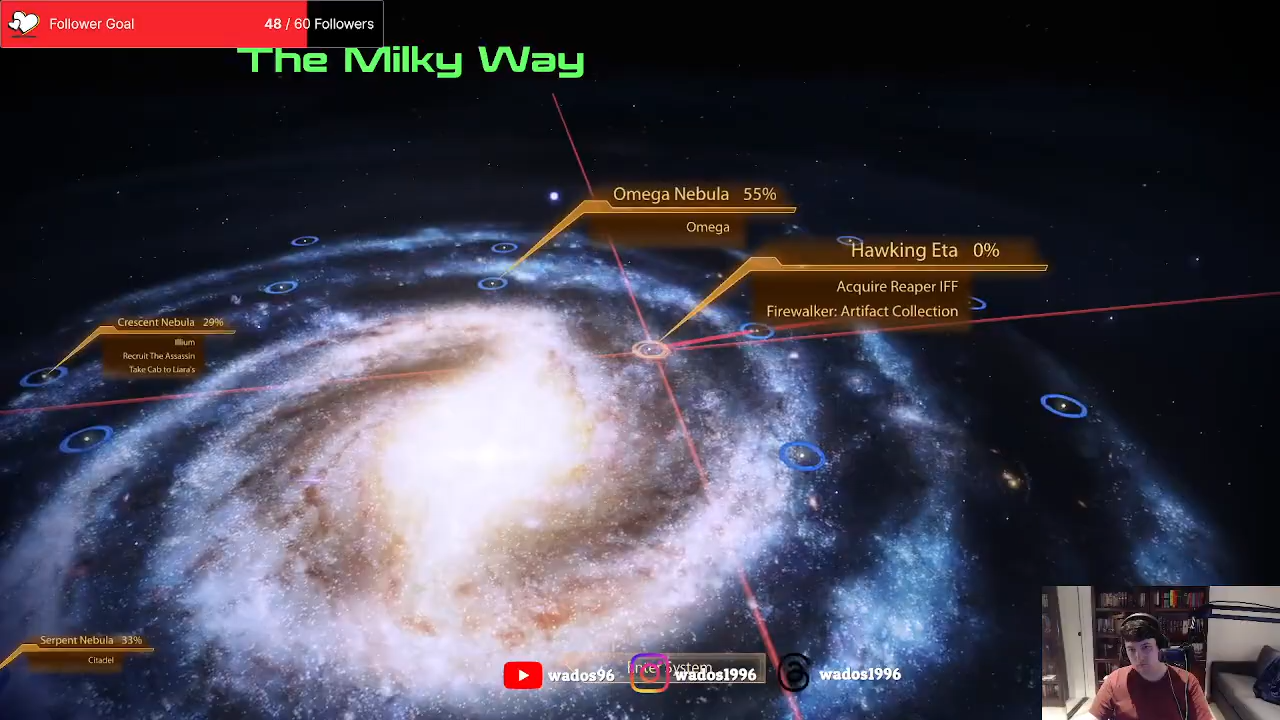 Follower Goal 48 / 60 Followers
The Milky Way
Omega Nebula 55%
Omega
Hawking Eta 0%
Acquire Reaper IFF
Firewalker: Artifact Collection
Crescent Nebula 29%
Illium
Recruit The Assassin
Take Cab to Liara's
Serpent Nebula 33%
Citadel
Enter System
wados96 wados1996 wados1996